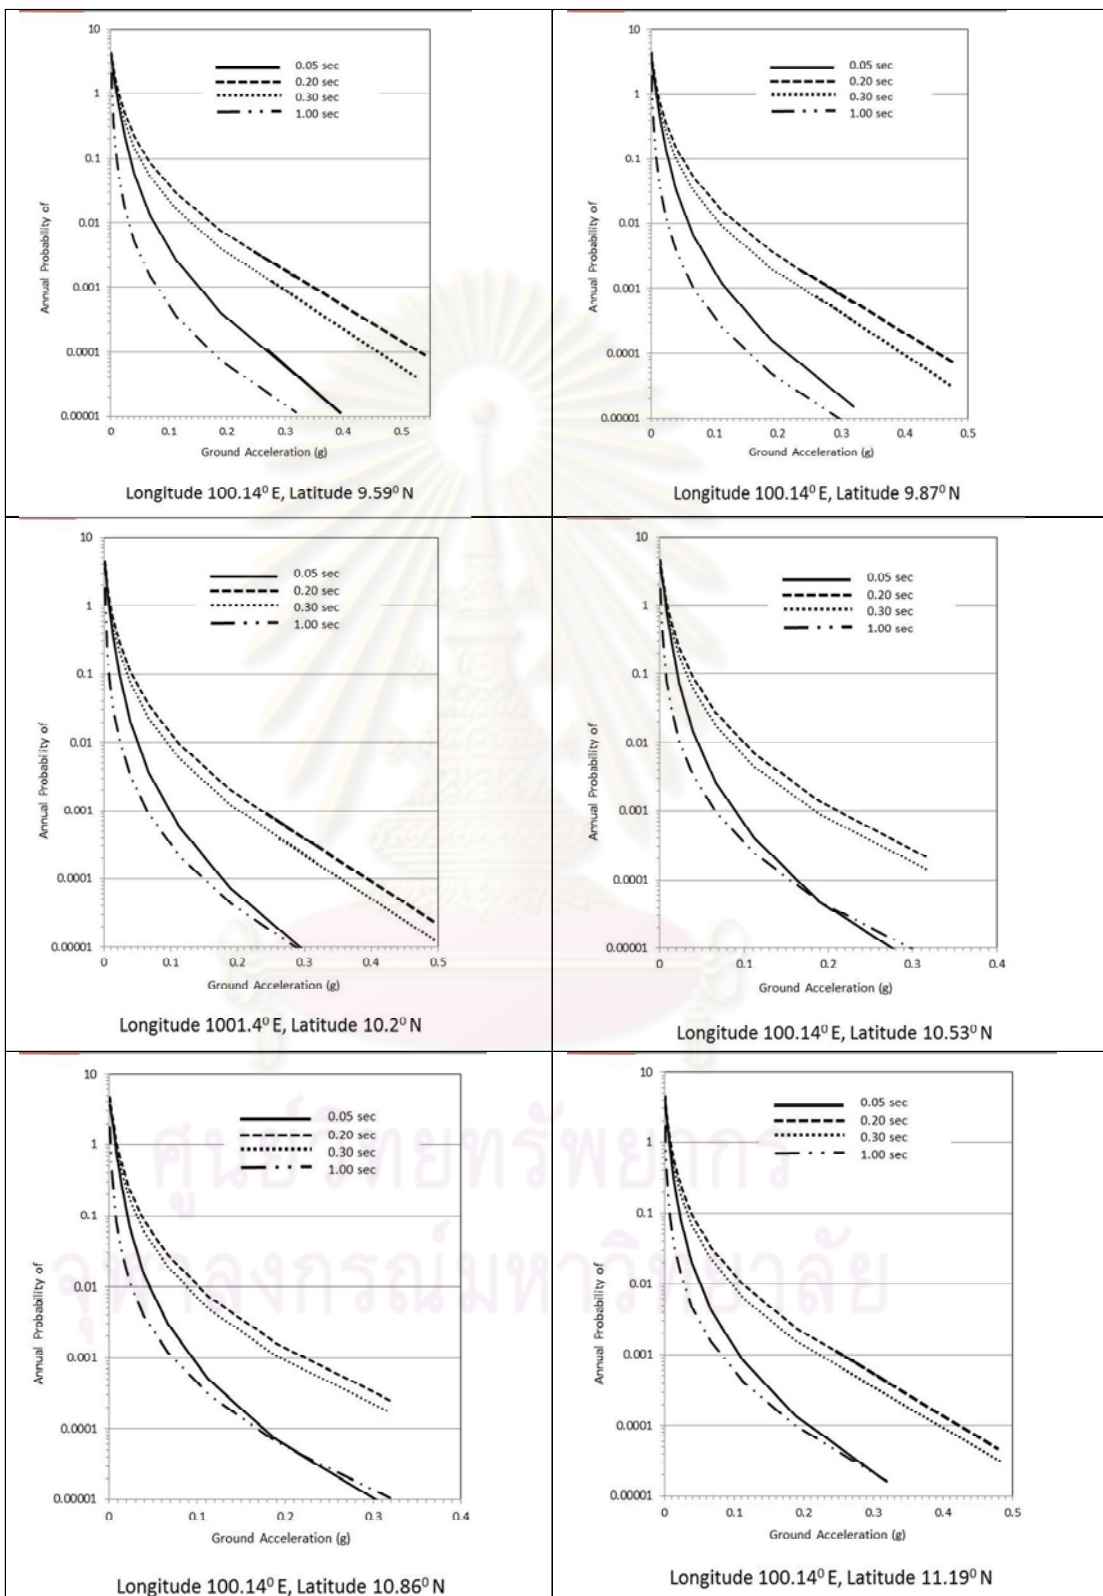 10
1
0.1
0.01
0.001
0.0001
0.00001
Annual Probability of
0.05 sec
0.20 sec
0.30 sec
1.00 sec
0 0.1 0.2 0.3 0.4 0.5
Ground Acceleration (g)
Longitude 100.14⁰ E, Latitude 9.59⁰ N
10
1
0.1
0.01
0.001
0.0001
0.00001
Annual Probability of
0.05 sec
0.20 sec
0.30 sec
1.00 sec
0 0.1 0.2 0.3 0.4 0.5
Ground Acceleration (g)
Longitude 100.14⁰ E, Latitude 9.87⁰ N
10
1
0.1
0.01
0.001
0.0001
0.00001
Annual Probability of
0.05 sec
0.20 sec
0.30 sec
1.00 sec
0 0.1 0.2 0.3 0.4 0.5
Ground Acceleration (g)
Longitude 1001.4⁰ E, Latitude 10.2⁰ N
10
1
0.1
0.01
0.001
0.0001
0.00001
Annual Probability of
0.05 sec
0.20 sec
0.30 sec
1.00 sec
0 0.1 0.2 0.3 0.4
Ground Acceleration (g)
Longitude 100.14⁰ E, Latitude 10.53⁰ N
10
1
0.1
0.01
0.001
0.0001
0.00001
Annual Probability of
0.05 sec
0.20 sec
0.30 sec
1.00 sec
0 0.1 0.2 0.3 0.4
Ground Acceleration (g)
Longitude 100.14⁰ E, Latitude 10.86⁰ N
10
1
0.1
0.01
0.001
0.0001
0.00001
Annual Probability of
0.05 sec
0.20 sec
0.30 sec
1.00 sec
0 0.1 0.2 0.3 0.4 0.5
Ground Acceleration (g)
Longitude 100.14⁰ E, Latitude 11.19⁰ N
ศูนย์วิทยทรัพยากร
จุฬาลงกรณ์มหาวิทยาลัย